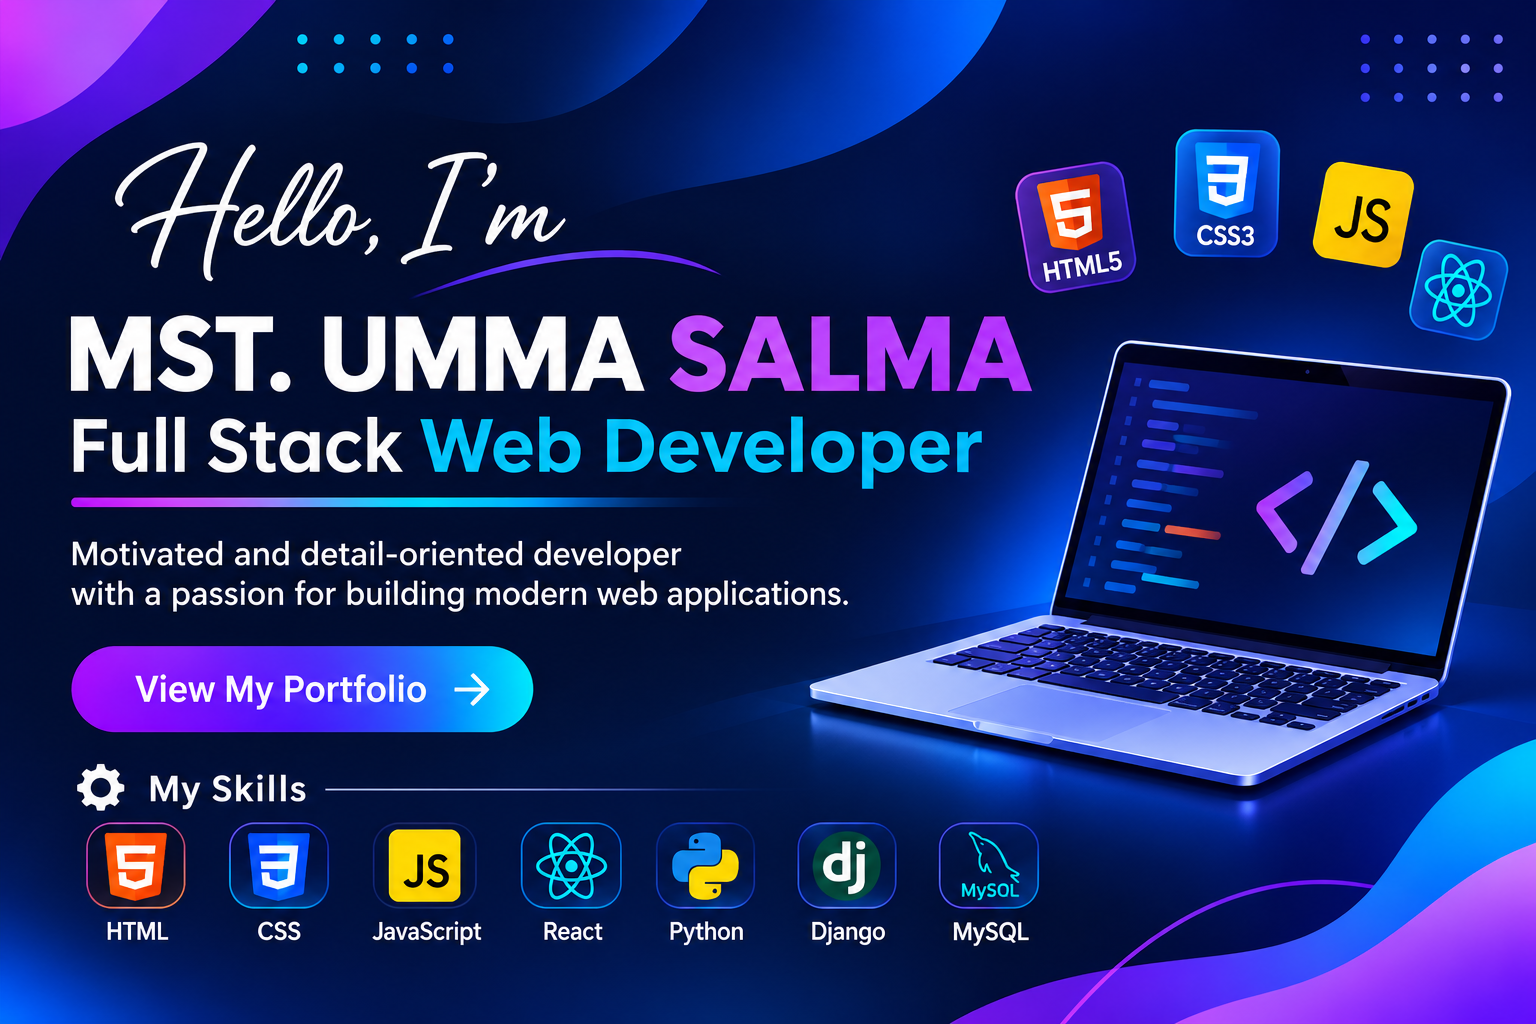 Hello, I'm
MST. UMMA SALMA
Full Stack Web Developer
Motivated and detail-oriented developer
with a passion for building modern web applications.
View My Portfolio
My Skills
HTML
CSS
JS
JavaScript
React
Python
dj
Django
MySQL
MySQL
HTML5
CSS3
JS